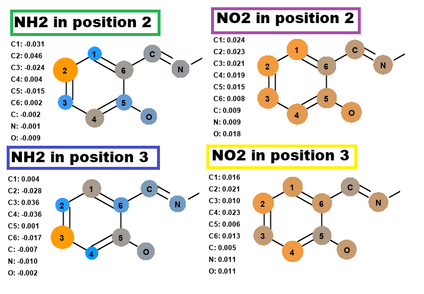 NH2 in position 2
C1: -0.031
C2: 0.046
C3: -0.024
C4: 0.004
C5: -0.015
C6: 0.002
C: -0.002
N: -0.001
O: -0.009
1
2
3
4
5
6
C
N
O
NO2 in position 2
C1: 0.024
C2: 0.023
C3: 0.021
C4: 0.019
C5: 0.015
C6: 0.008
C: 0.009
N: 0.009
O: 0.018
1
2
3
4
5
6
C
N
O
NH2 in position 3
C1: 0.004
C2: -0.028
C3: 0.036
C4: -0.036
C5: 0.001
C6: -0.017
C: -0.007
N: -0.010
O: -0.002
1
2
3
4
5
6
C
N
O
NO2 in position 3
C1: 0.016
C2: 0.021
C3: 0.010
C4: 0.023
C5: 0.006
C6: 0.013
C: 0.005
N: 0.011
O: 0.011
1
2
3
4
5
6
C
N
O